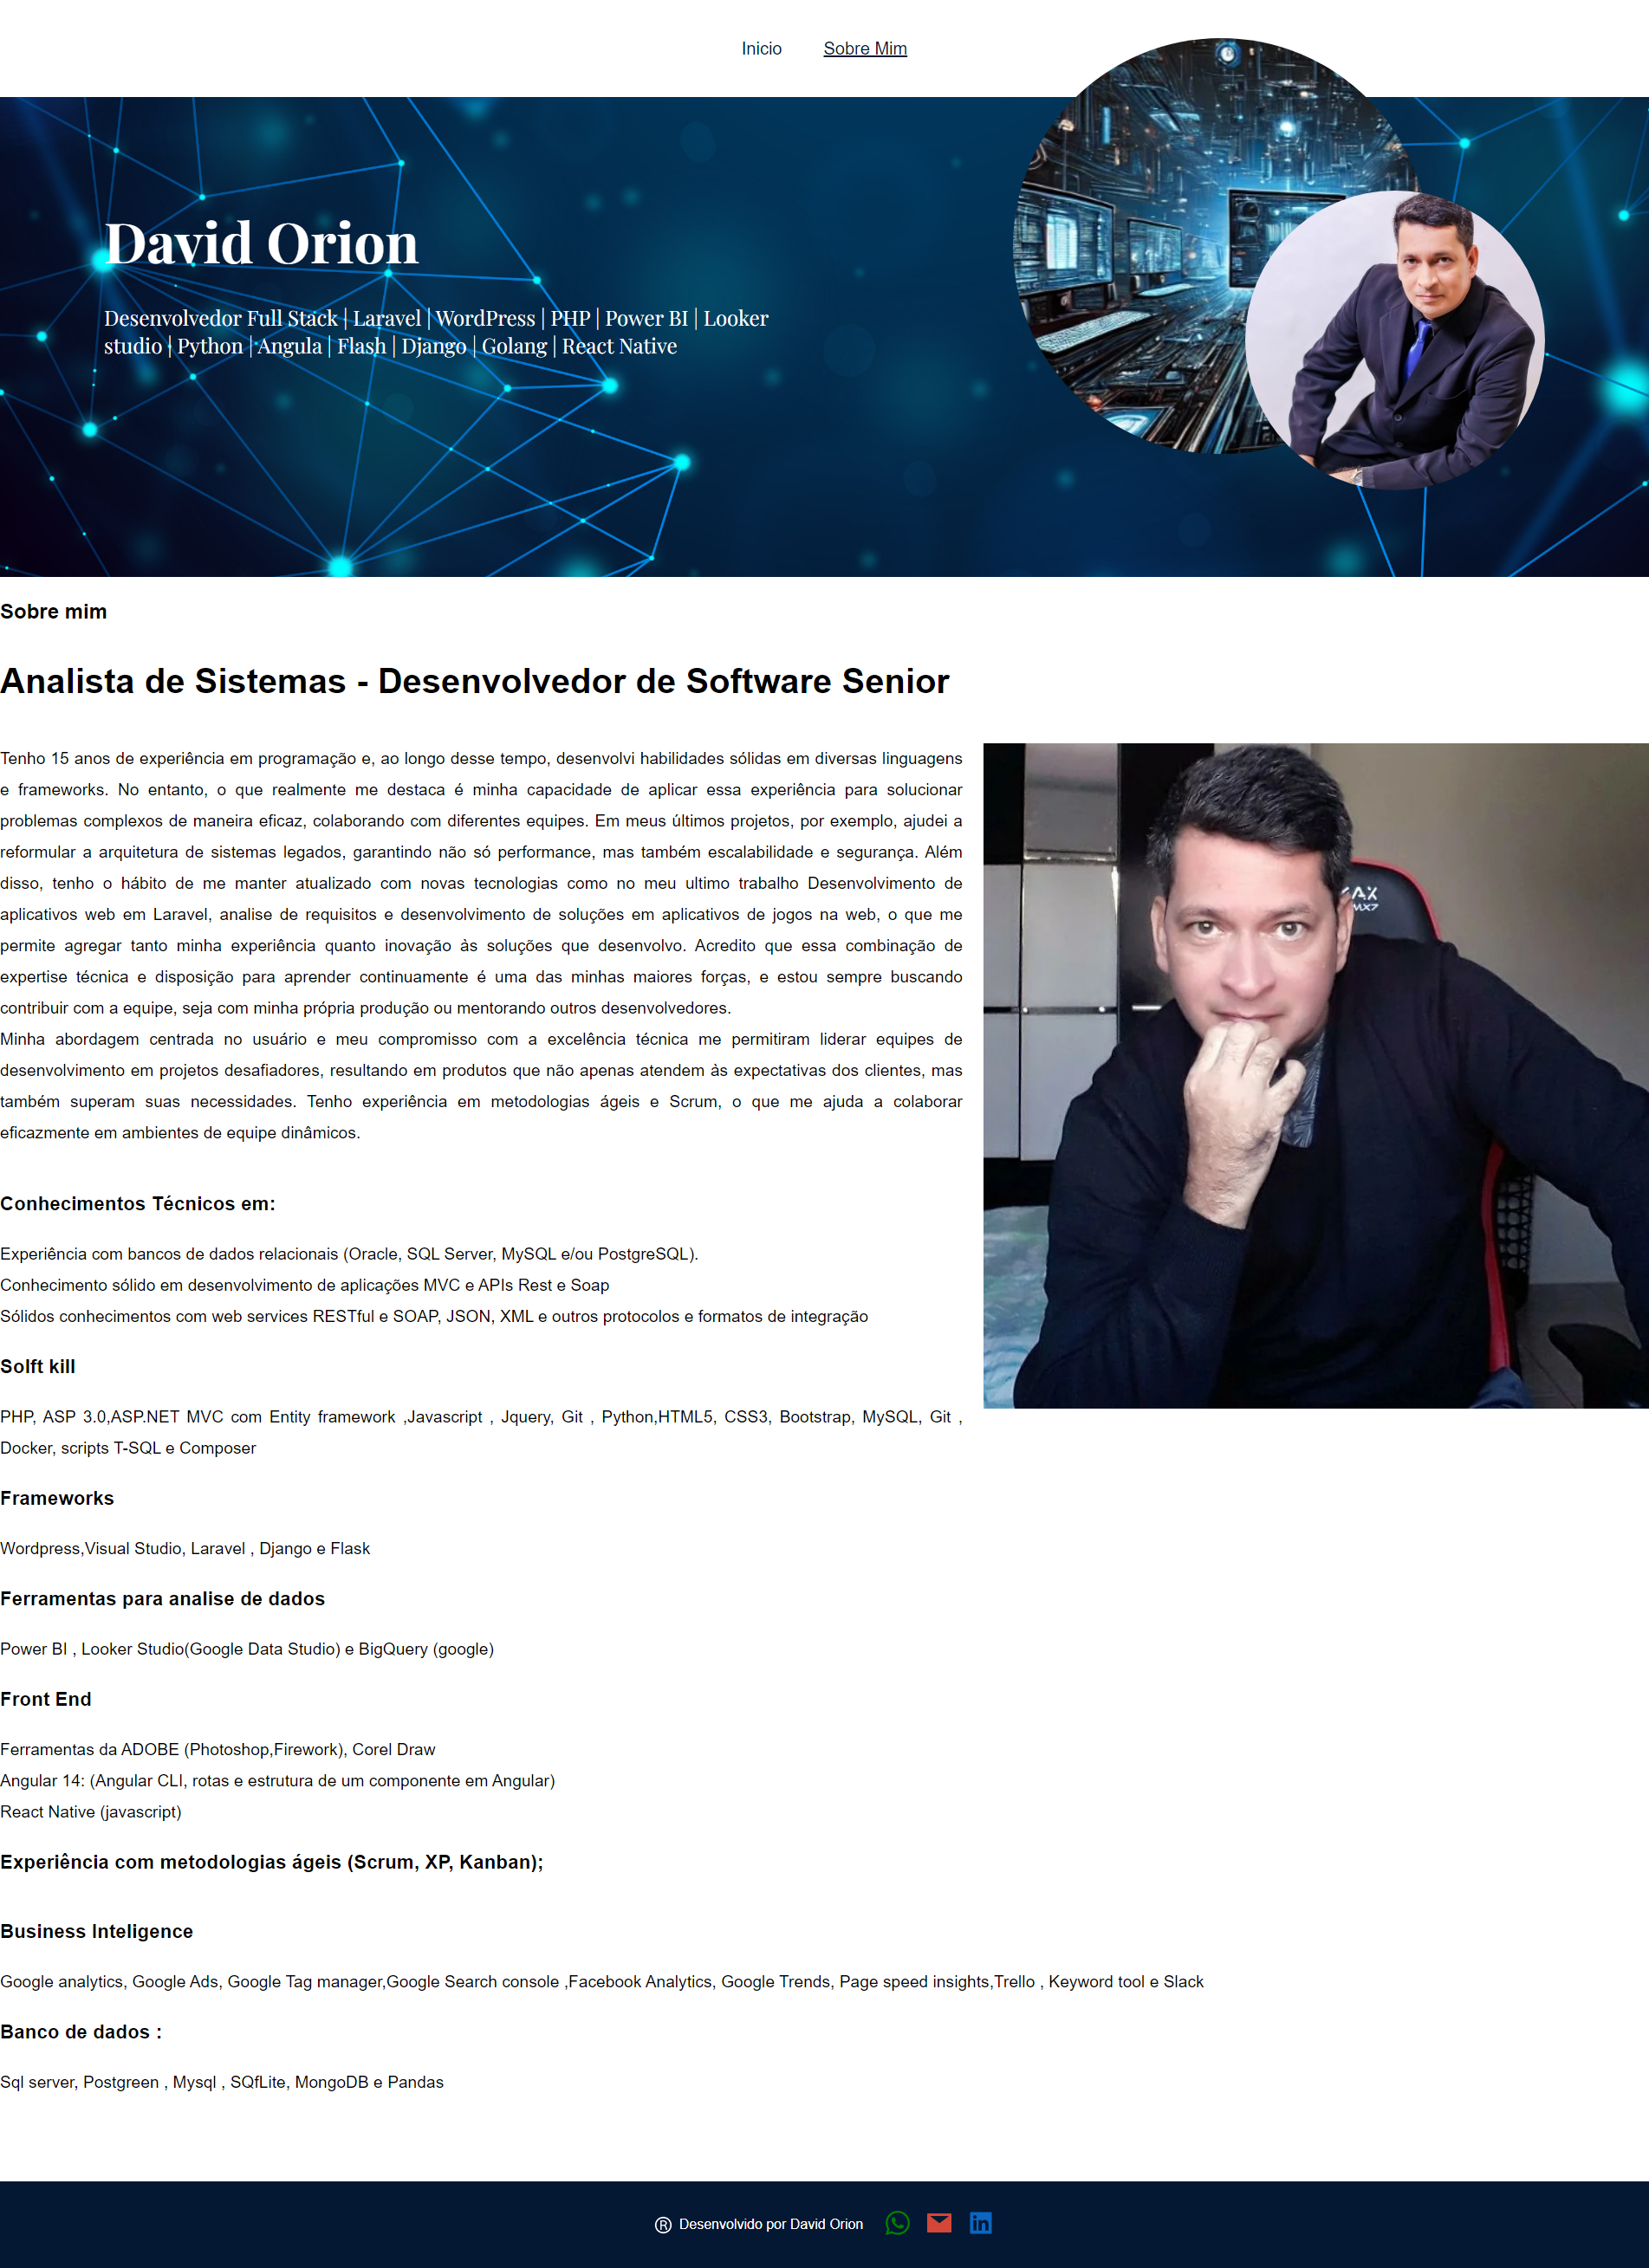 Inicio
Sobre Mim
David Orion
Desenvolvedor Full Stack | Laravel | WordPress | PHP | Power BI | Looker
studio | Python | Angula | Flash | Django | Golang | React Native
Sobre mim
Analista de Sistemas - Desenvolvedor de Software Senior
Tenho 15 anos de experiência em programação e, ao longo desse tempo, desenvolvi habilidades sólidas em diversas linguagens
e frameworks. No entanto, o que realmente me destaca é minha capacidade de aplicar essa experiência para solucionar
problemas complexos de maneira eficaz, colaborando com diferentes equipes. Em meus últimos projetos, por exemplo, ajudei a
reformular a arquitetura de sistemas legados, garantindo não só performance, mas também escalabilidade e segurança. Além
disso, tenho o hábito de me manter atualizado com novas tecnologias como no meu ultimo trabalho Desenvolvimento de
aplicativos web em Laravel, analise de requisitos e desenvolvimento de soluções em aplicativos de jogos na web, o que me
permite agregar tanto minha experiência quanto inovação às soluções que desenvolvo. Acredito que essa combinação de
expertise técnica e disposição para aprender continuamente é uma das minhas maiores forças, e estou sempre buscando
contribuir com a equipe, seja com minha própria produção ou mentorando outros desenvolvedores.
Minha abordagem centrada no usuário e meu compromisso com a excelência técnica me permitiram liderar equipes de
desenvolvimento em projetos desafiadores, resultando em produtos que não apenas atendem às expectativas dos clientes, mas
também superam suas necessidades. Tenho experiência em metodologias ágeis e Scrum, o que me ajuda a colaborar
eficazmente em ambientes de equipe dinâmicos.
MX7
Conhecimentos Técnicos em:
Experiência com bancos de dados relacionais (Oracle, SQL Server, MySQL e/ou PostgreSQL).
Conhecimento sólido em desenvolvimento de aplicações MVC e APIs Rest e Soap
Sólidos conhecimentos com web services RESTful e SOAP, JSON, XML e outros protocolos e formatos de integração
Solft kill
PHP, ASP 3.0,ASP.NET MVC com Entity framework ,Javascript , Jquery, Git , Python,HTML5, CSS3, Bootstrap, MySQL, Git ,
Docker, scripts T-SQL e Composer
Frameworks
Wordpress,Visual Studio, Laravel , Django e Flask
Ferramentas para analise de dados
Power BI , Looker Studio(Google Data Studio) e BigQuery (google)
Front End
Ferramentas da ADOBE (Photoshop,Firework), Corel Draw
Angular 14: (Angular CLI, rotas e estrutura de um componente em Angular)
React Native (javascript)
Experiência com metodologias ágeis (Scrum, XP, Kanban);
Business Inteligence
Google analytics, Google Ads, Google Tag manager,Google Search console ,Facebook Analytics, Google Trends, Page speed insights,Trello , Keyword tool e Slack
Banco de dados :
Sql server, Postgreen , Mysql , SQfLite, MongoDB e Pandas
® Desenvolvido por David Orion